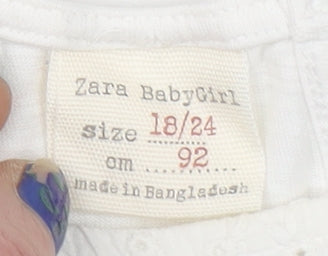 Zara BabyGirl
size 18/24
cm 92
made in Bangladesh